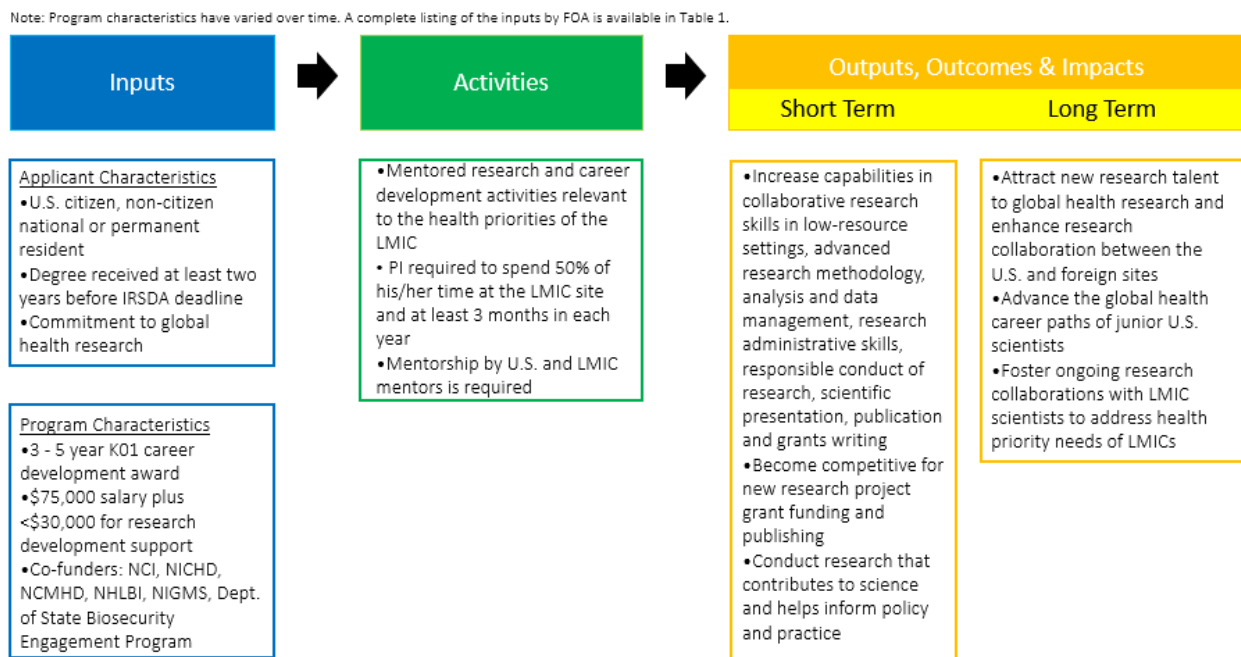 Note: Program characteristics have varied over time. A complete listing of the inputs by FOA is available in Table 1.
Inputs
Activities
Outputs, Outcomes & Impacts
Short Term
Long Term
Applicant Characteristics
•U.S. citizen, non-citizen
national or permanent
resident
•Degree received at least two
years before IRSDA deadline
•Commitment to global
health research
Program Characteristics
•3 - 5 year K01 career
development award
•$75,000 salary plus
<$30,000 for research
development support
•Co-funders: NCI, NICHD,
NCMHD, NHLBI, NIGMS, Dept.
of State Biosecurity
Engagement Program
•Mentored research and career
development activities relevant
to the health priorities of the
LMIC
• PI required to spend 50% of
his/her time at the LMIC site
and at least 3 months in each
year
•Mentorship by U.S. and LMIC
mentors is required
•Increase capabilities in
collaborative research
skills in low-resource
settings, advanced
research methodology,
analysis and data
management, research
administrative skills,
responsible conduct of
research, scientific
presentation, publication
and grants writing
•Become competitive for
new research project
grant funding and
publishing
•Conduct research that
contributes to science
and helps inform policy
and practice
•Attract new research talent
to global health research and
enhance research
collaboration between the
U.S. and foreign sites
•Advance the global health
career paths of junior U.S.
scientists
•Foster ongoing research
collaborations with LMIC
scientists to address health
priority needs of LMICs